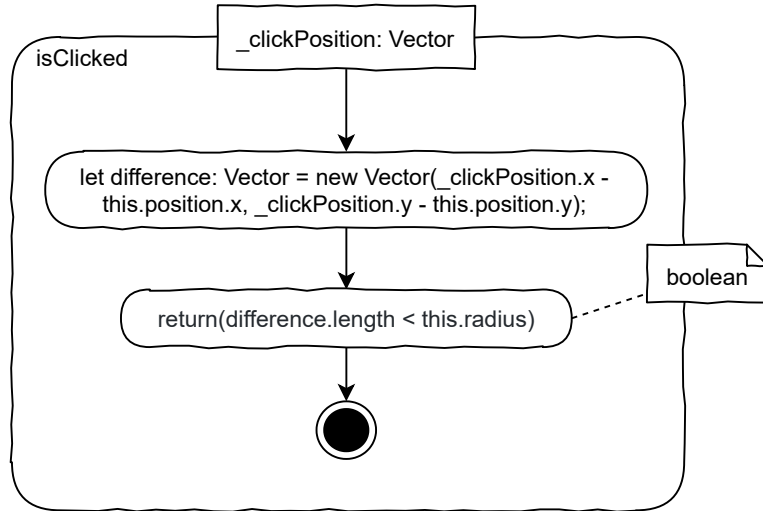 _clickPosition: Vector
isClicked
let difference: Vector = new Vector(_clickPosition.x -
this.position.x, _clickPosition.y - this.position.y);
boolean
return(difference.length < this.radius)